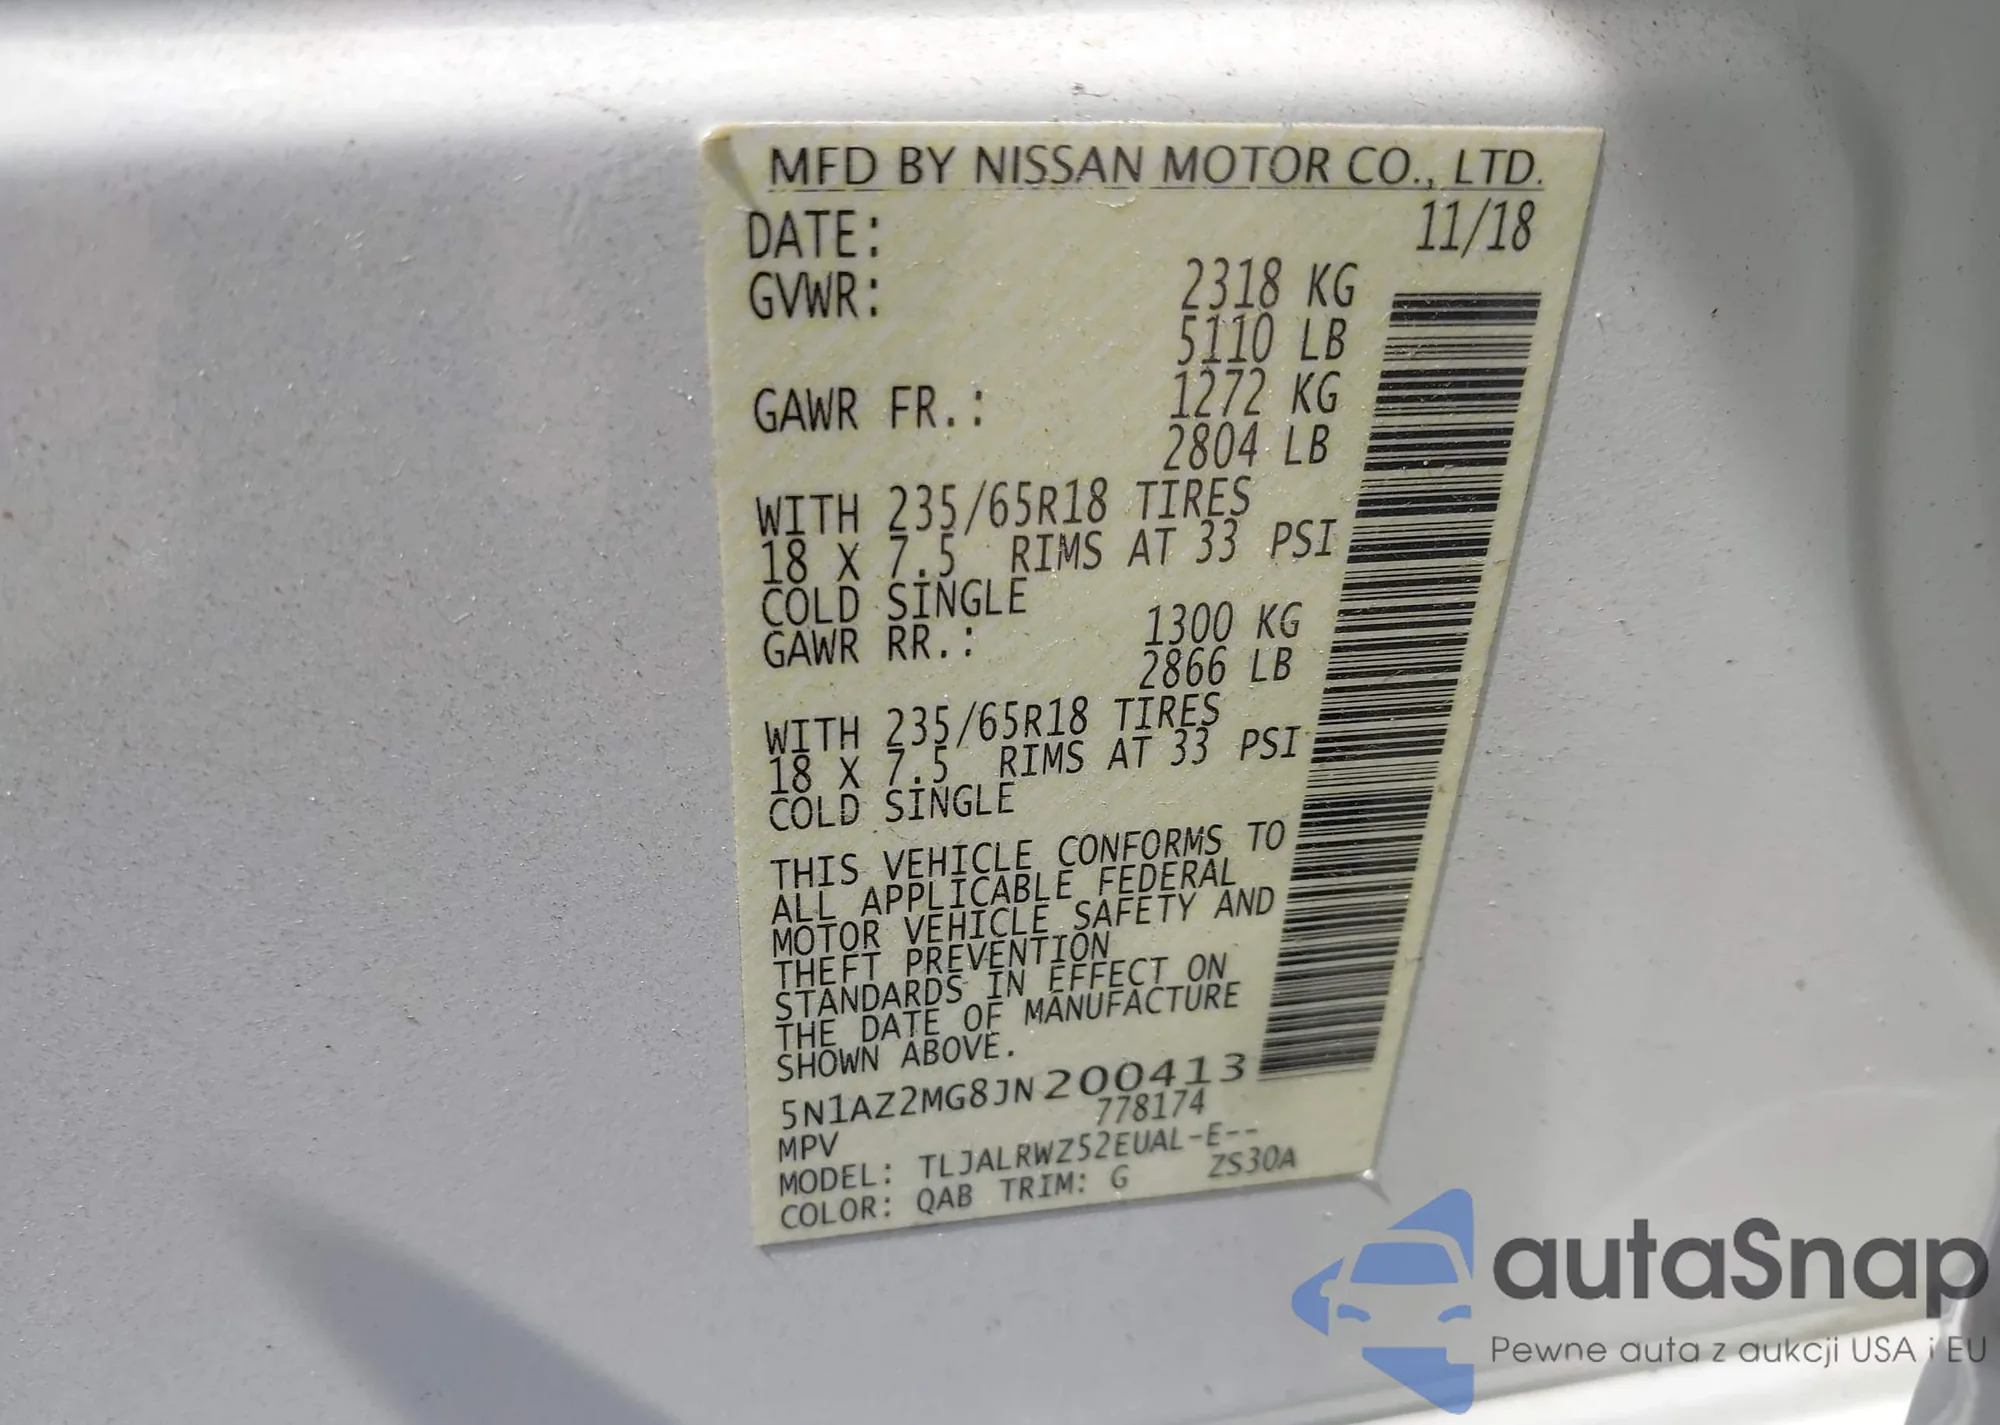 MFD BY NISSAN MOTOR CO., LTD.
DATE: 11/18
GVWR: 2318 KG
5110 LB
GAWR FR.: 1272 KG
2804 LB
WITH 235/65R18 TIRES
18 X 7.5 RIMS AT 33 PSI
COLD SINGLE
GAWR RR.: 1300 KG
2866 LB
WITH 235/65R18 TIRES
18 X 7.5 RIMS AT 33 PSI
COLD SINGLE
THIS VEHICLE CONFORMS TO
ALL APPLICABLE FEDERAL
MOTOR VEHICLE SAFETY AND
THEFT PREVENTION
STANDARDS IN EFFECT ON
THE DATE OF MANUFACTURE
SHOWN ABOVE.
5N1AZ2MG8JN200413
778174
MPV
MODEL: TLJALRWZ52EUAL-E--
COLOR: QAB TRIM: G ZS30A
autaSnap
Pewne auta z aukcji USA i EU